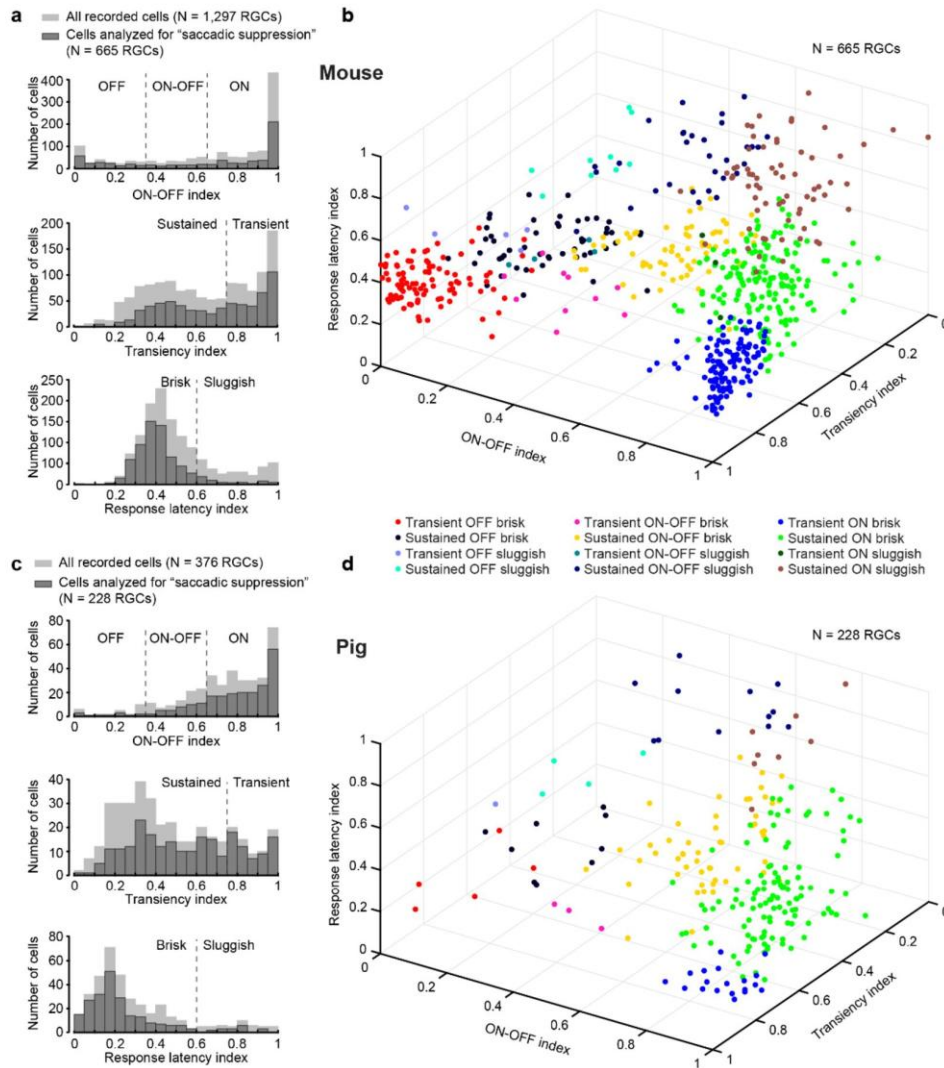 a
All recorded cells (N = 1,297 RGCs)
Cells analyzed for "saccadic suppression"
(N = 665 RGCs)
OFF ON-OFF ON
Number of cells
400
300
200
100
0
0 0.2 0.4 0.6 0.8 1
ON-OFF index
Sustained Transient
Number of cells
200
150
100
50
0
0 0.2 0.4 0.6 0.8 1
Transiency index
Brisk Sluggish
Number of cells
200
250
150
100
50
100
0 0.2 0.4 0.6 0.8 1
Response latency index
b
N = 665 RGCs
Mouse
Response latency index
1
0.8
0.6
0.4
0.2
0
0 0.2 0.4 0.6 0.8 1
ON-OFF index
1 0.8 0.6 0.4 0.2 0
Transiency index
Transient OFF brisk
Sustained OFF brisk
Transient OFF sluggish
Sustained OFF sluggish
Transient ON-OFF brisk
Sustained ON-OFF brisk
Transient ON-OFF sluggish
Sustained ON-OFF sluggish
Transient ON brisk
Sustained ON brisk
Transient ON sluggish
Sustained ON sluggish
c
All recorded cells (N = 376 RGCs)
Cells analyzed for "saccadic suppression"
(N = 228 RGCs)
OFF ON-OFF ON
Number of cells
80
60
40
20
0
0 0.2 0.4 0.6 0.8 1
ON-OFF index
Sustained Transient
Number of cells
40
30
20
10
0
0 0.2 0.4 0.6 0.8 1
Transiency index
Brisk Sluggish
Number of cells
80
60
40
20
0
0 0.2 0.4 0.6 0.8 1
Response latency index
d
N = 228 RGCs
Pig
Response latency index
1
0.8
0.6
0.4
0.2
0
0 0.2 0.4 0.6 0.8 1
ON-OFF index
1 0.8 0.6 0.4 0.2 0
Transiency index